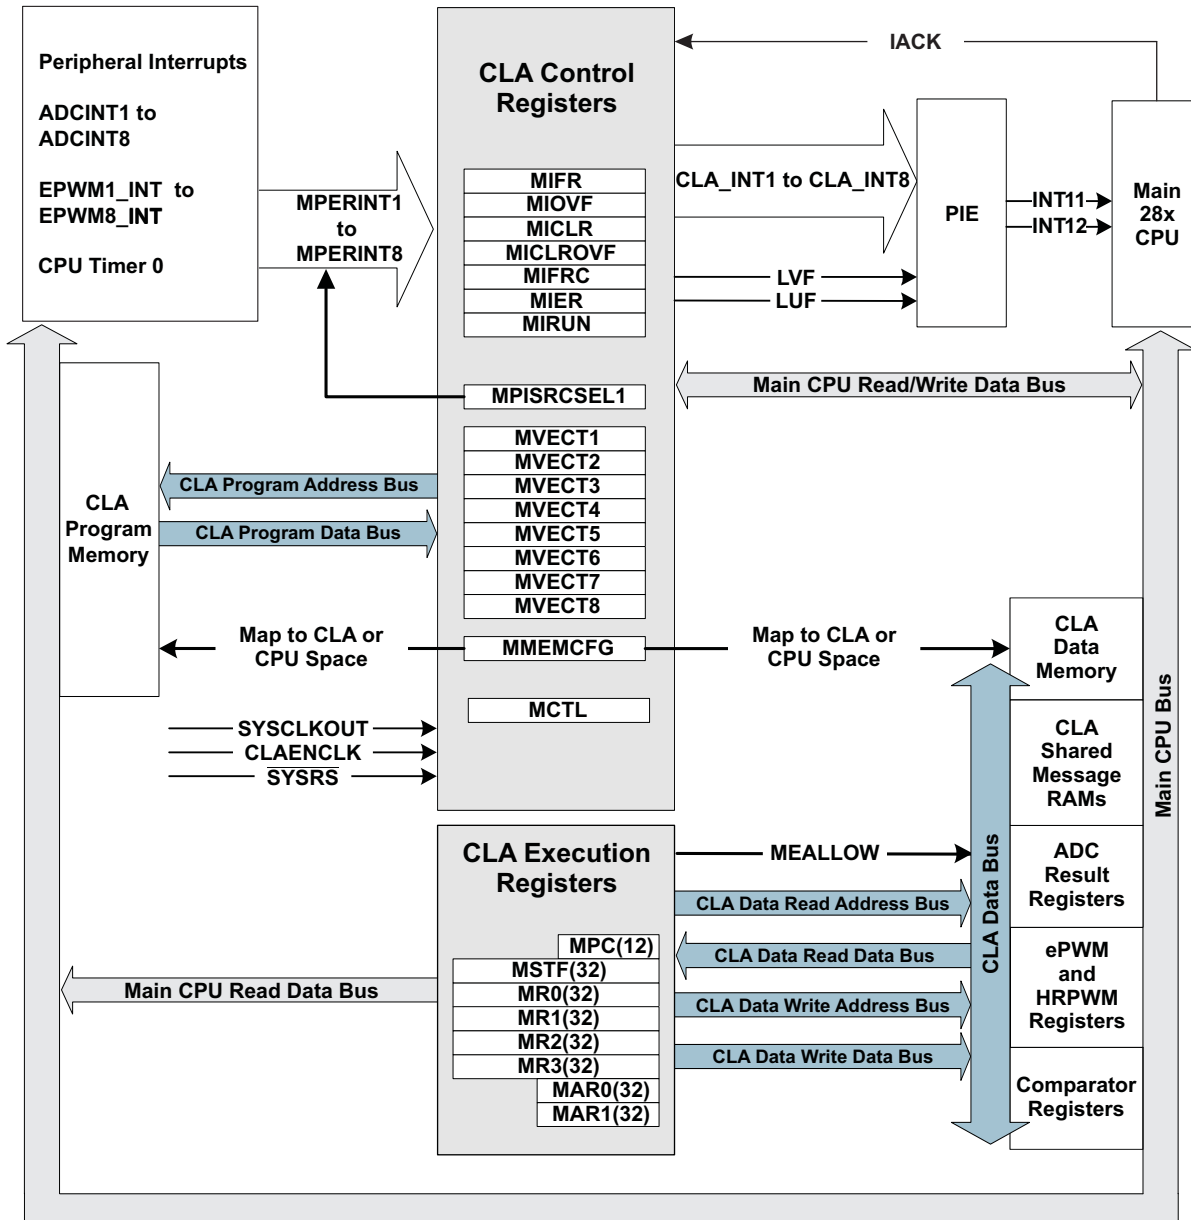 Peripheral Interrupts
ADCINT1 to
ADCINT8
EPWM1_INT to
EPWM8_INT
CPU Timer 0
MPERINT1
to
MPERINT8
CLA Control
Registers
MIFR
MIOVF
MICLR
MICLROVF
MIFRC
MIER
MIRUN
MPISRCSEL1
MVECT1
MVECT2
MVECT3
MVECT4
MVECT5
MVECT6
MVECT7
MVECT8
MMEMCFG
MCTL
IACK
CLA_INT1 to CLA_INT8
LVF
LUF
PIE
INT11
INT12
Main
28x
CPU
Main CPU Read/Write Data Bus
CLA
Program
Memory
CLA Program Address Bus
CLA Program Data Bus
Map to CLA or
CPU Space
Map to CLA or
CPU Space
SYSCLKOUT
CLAENCLK
SYSRS
CLA
Data
Memory
CLA
Shared
Message
RAMs
ADC
Result
Registers
ePWM
and
HRPWM
Registers
Comparator
Registers
Main CPU Bus
CLA Data Bus
CLA Execution
Registers
MPC(12)
MSTF(32)
MR0(32)
MR1(32)
MR2(32)
MR3(32)
MAR0(32)
MAR1(32)
MEALLOW
CLA Data Read Address Bus
CLA Data Read Data Bus
CLA Data Write Address Bus
CLA Data Write Data Bus
Main CPU Read Data Bus